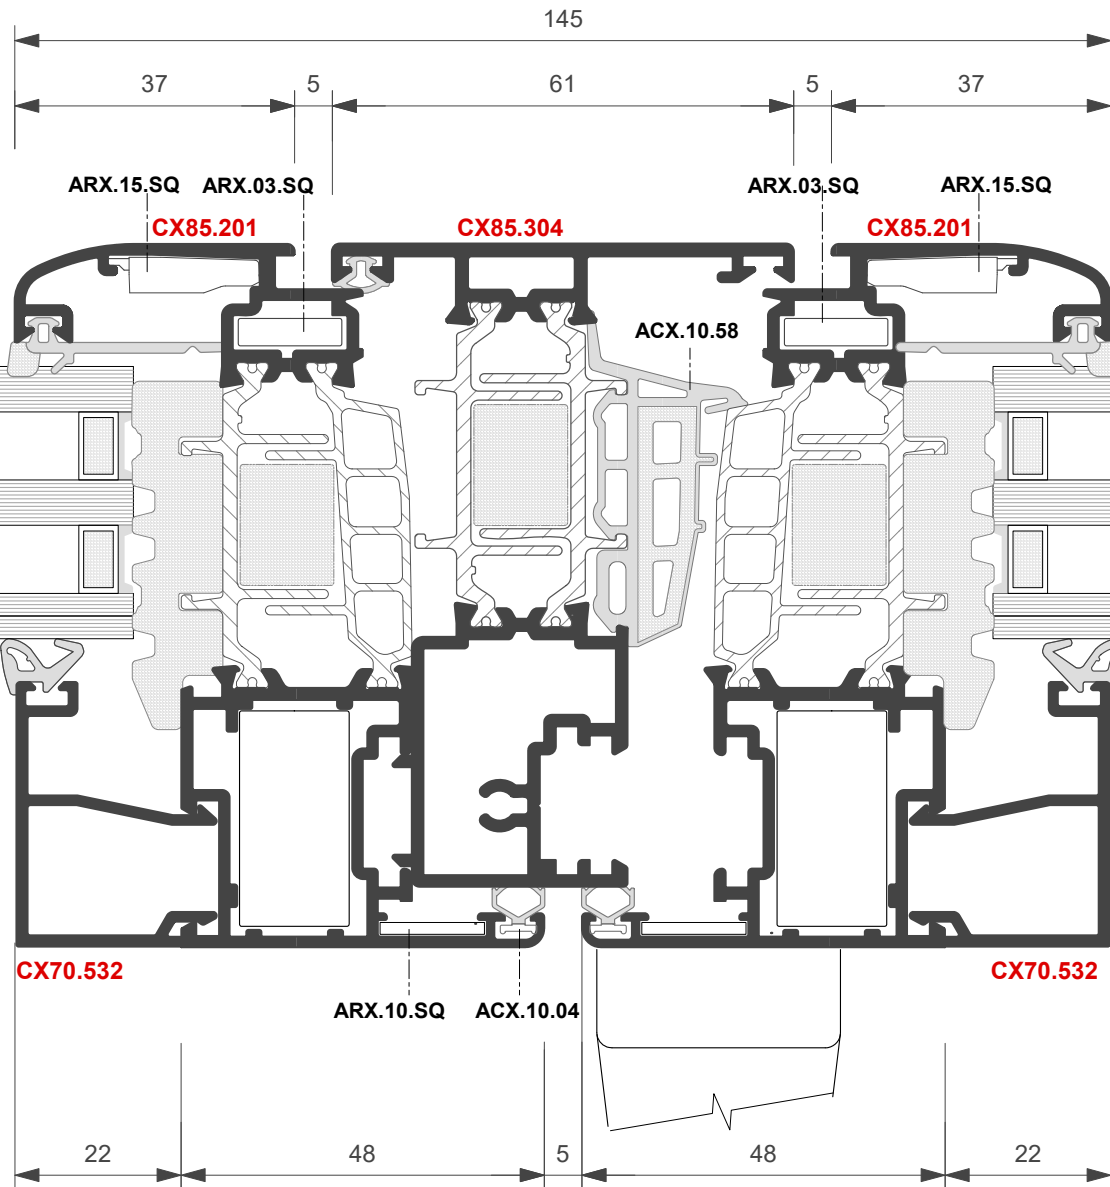 145
37 5 61 5 37
ARX.15.SQ ARX.03.SQ ARX.03.SQ ARX.15.SQ
CX85.201 CX85.304 CX85.201
ACX.10.58
CX70.532 CX70.532
ARX.10.SQ ACX.10.04
22 48 5 48 22